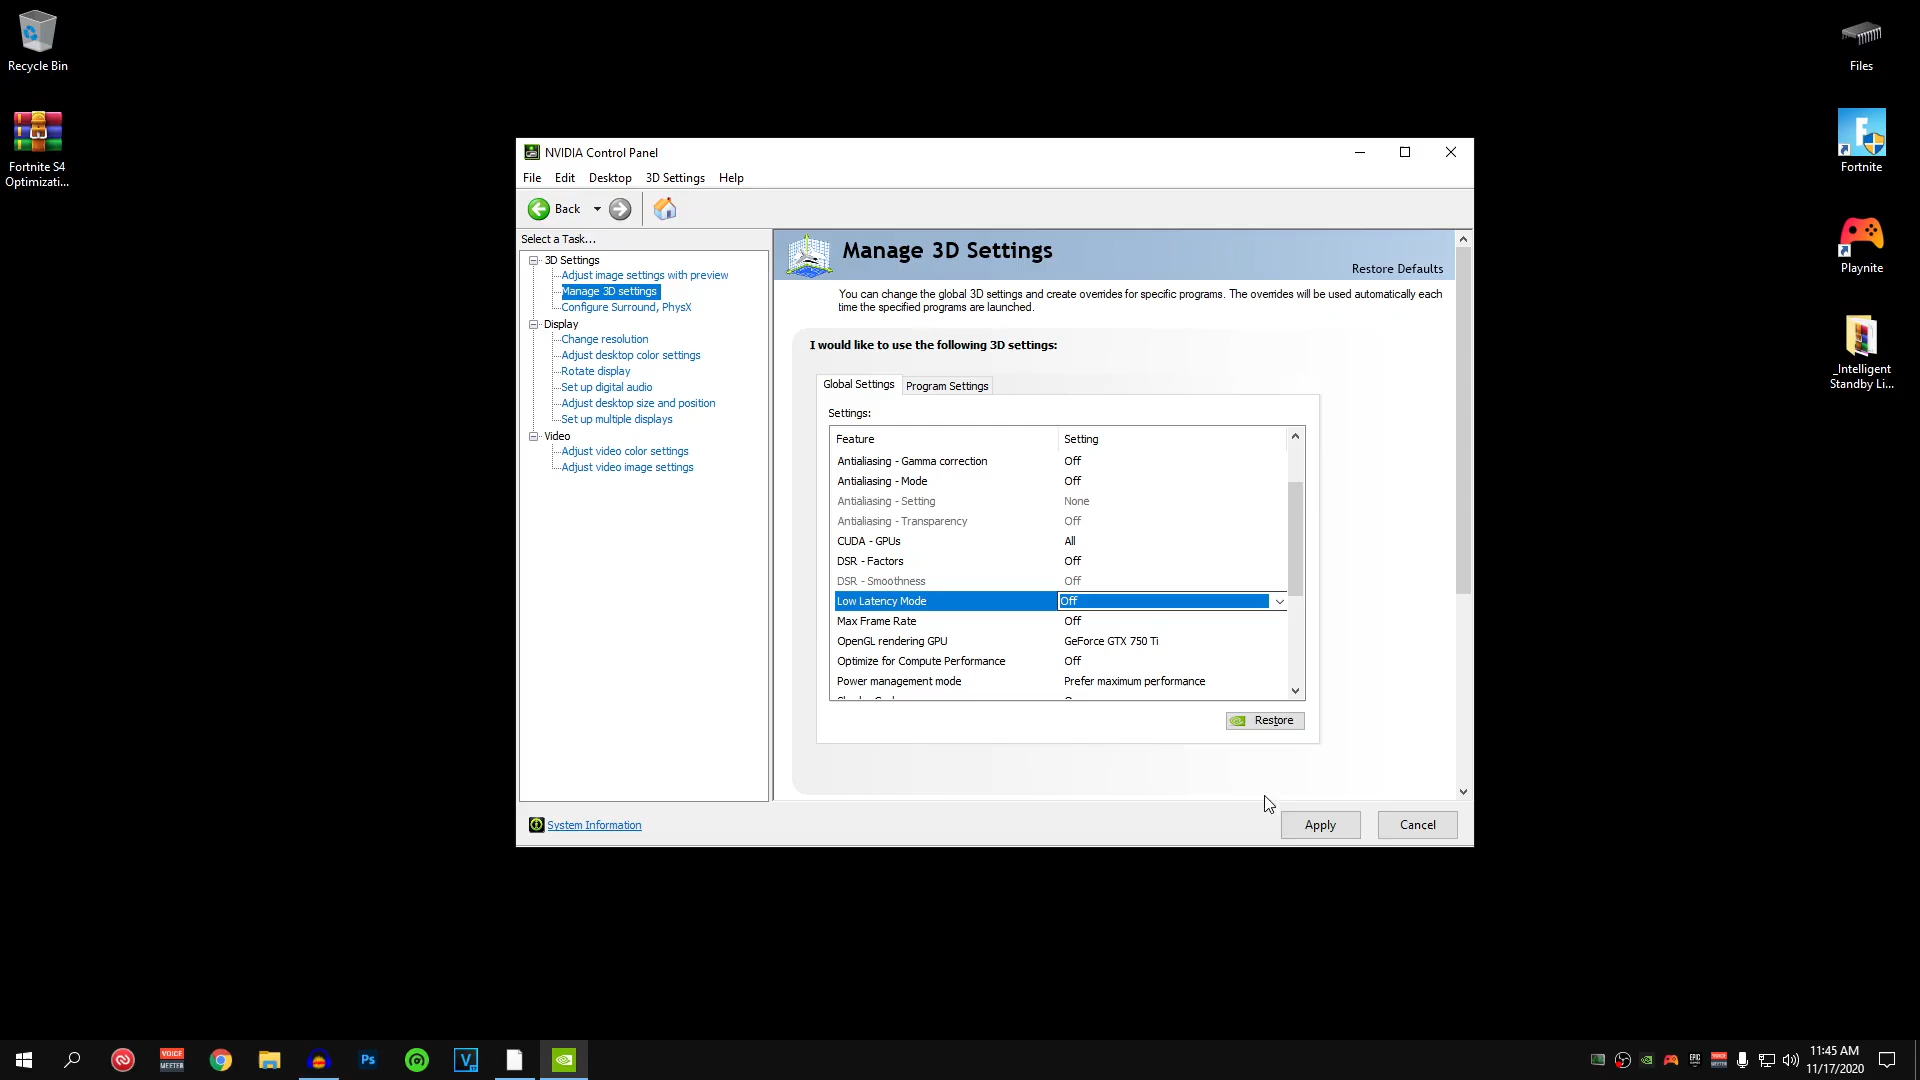 Recycle Bin
Fortnite S4
Optimizati...
Files
Fortnite
Playnite
_Intelligent
Standby Li...
NVIDIA Control Panel
File Edit Desktop 3D Settings Help
Back
Select a Task...
3D Settings
Adjust image settings with preview
Manage 3D settings
Configure Surround, PhysX
Display
Change resolution
Adjust desktop color settings
Rotate display
Set up digital audio
Adjust desktop size and position
Set up multiple displays
Video
Adjust video color settings
Adjust video image settings
Manage 3D Settings
Restore Defaults
You can change the global 3D settings and create overrides for specific programs. The overrides will be used automatically each
time the specified programs are launched.
I would like to use the following 3D settings:
Global Settings Program Settings
Settings:
Feature Setting
Antialiasing - Gamma correction Off
Antialiasing - Mode Off
Antialiasing - Setting None
Antialiasing - Transparency Off
CUDA - GPUs All
DSR - Factors Off
DSR - Smoothness Off
Low Latency Mode Off
Max Frame Rate Off
OpenGL rendering GPU GeForce GTX 750 Ti
Optimize for Compute Performance Off
Power management mode Prefer maximum performance
Restore
System Information
Apply Cancel
VOICE
MEETER
Ps
V
EPIC
11:45 AM
11/17/2020